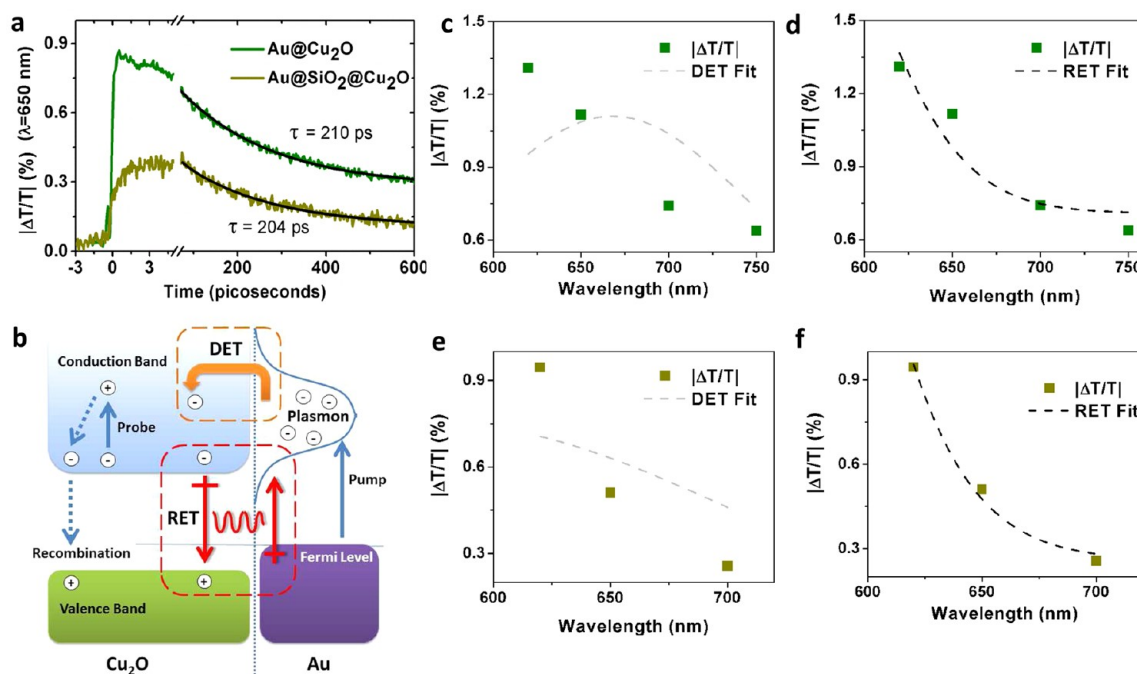 a
|ΔT/T| (%) (λ=650 nm)
0.9
0.6
0.3
0.0
Au@Cu₂O
Au@SiO₂@Cu₂O
τ = 210 ps
τ = 204 ps
-3 0 3 200 400 600
Time (picoseconds)
b
Conduction Band
DET
Probe
Plasmon
Pump
RET
Recombination
Fermi Level
Valence Band
Cu₂O Au
c
|ΔT/T| (%)
1.5
1.2
0.9
0.6
|ΔT/T|
DET Fit
600 650 700 750
Wavelength (nm)
d
|ΔT/T| (%)
1.5
1.2
0.9
0.6
|ΔT/T|
RET Fit
600 650 700 750
Wavelength (nm)
e
|ΔT/T| (%)
0.9
0.6
0.3
|ΔT/T|
DET Fit
600 650 700
Wavelength (nm)
f
|ΔT/T| (%)
0.9
0.6
0.3
|ΔT/T|
RET Fit
600 650 700
Wavelength (nm)